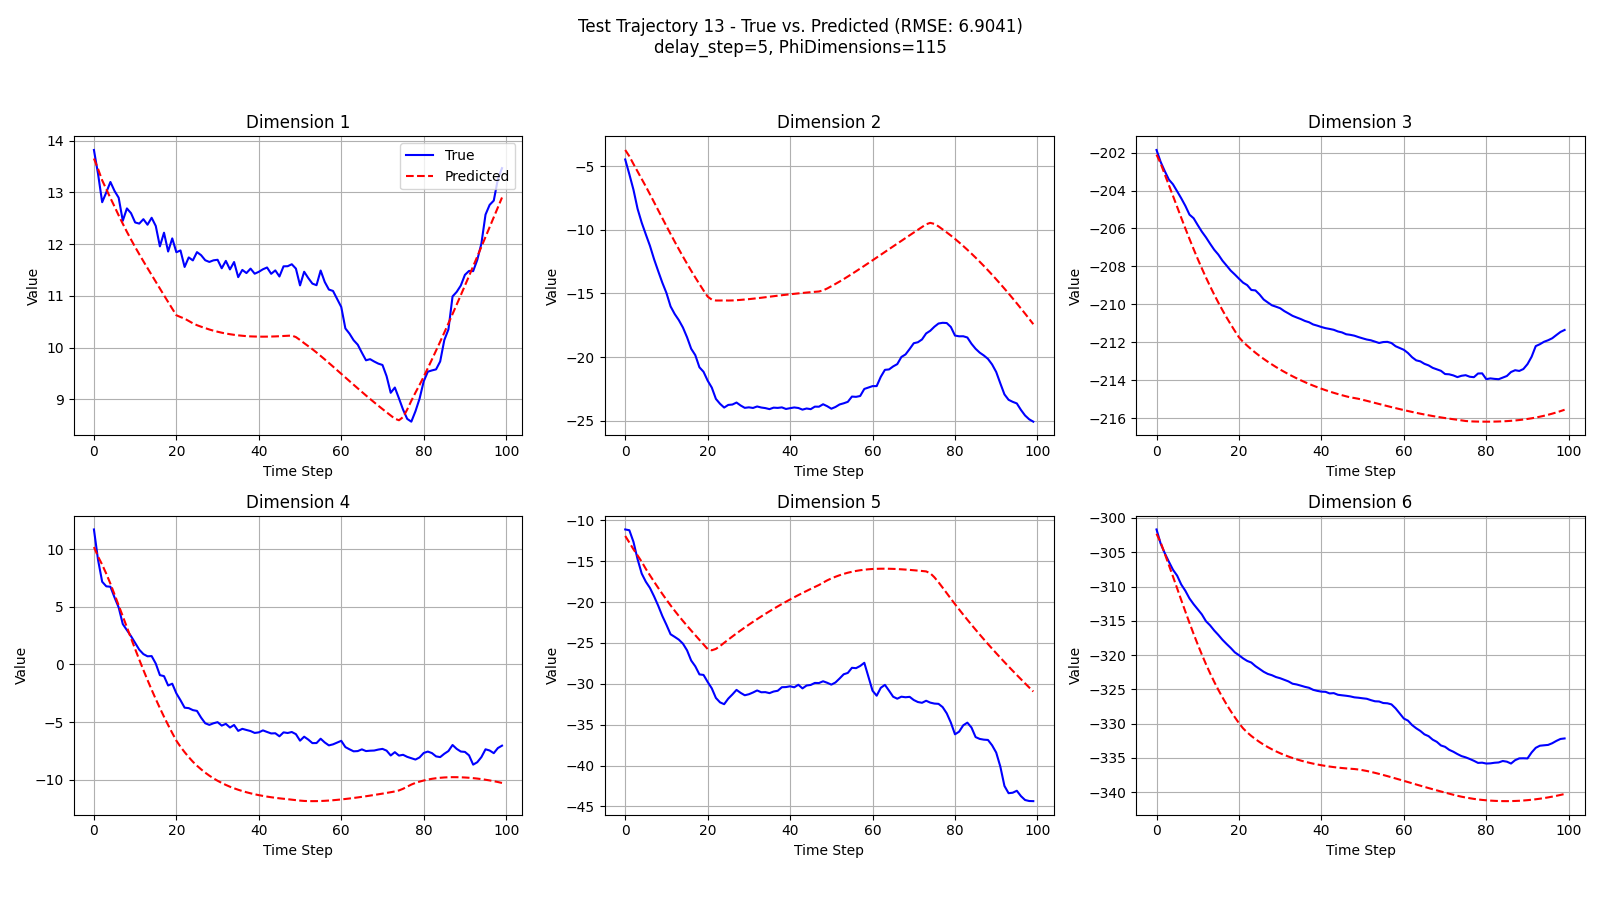 Test Trajectory 13 - True vs. Predicted (RMSE: 6.9041)
delay_step=5, PhiDimensions=115
Dimension 1
14
13
12
11
10
9
Value
0 20 40 60 80 100
Time Step
True
Predicted
Dimension 2
−5
−10
−15
−20
−25
Value
0 20 40 60 80 100
Time Step
Dimension 3
−202
−204
−206
−208
−210
−212
−214
−216
Value
0 20 40 60 80 100
Time Step
Dimension 4
10
5
0
−5
−10
Value
0 20 40 60 80 100
Time Step
Dimension 5
−10
−15
−20
−25
−30
−35
−40
−45
Value
0 20 40 60 80 100
Time Step
Dimension 6
−300
−305
−310
−315
−320
−325
−330
−335
−340
Value
0 20 40 60 80 100
Time Step